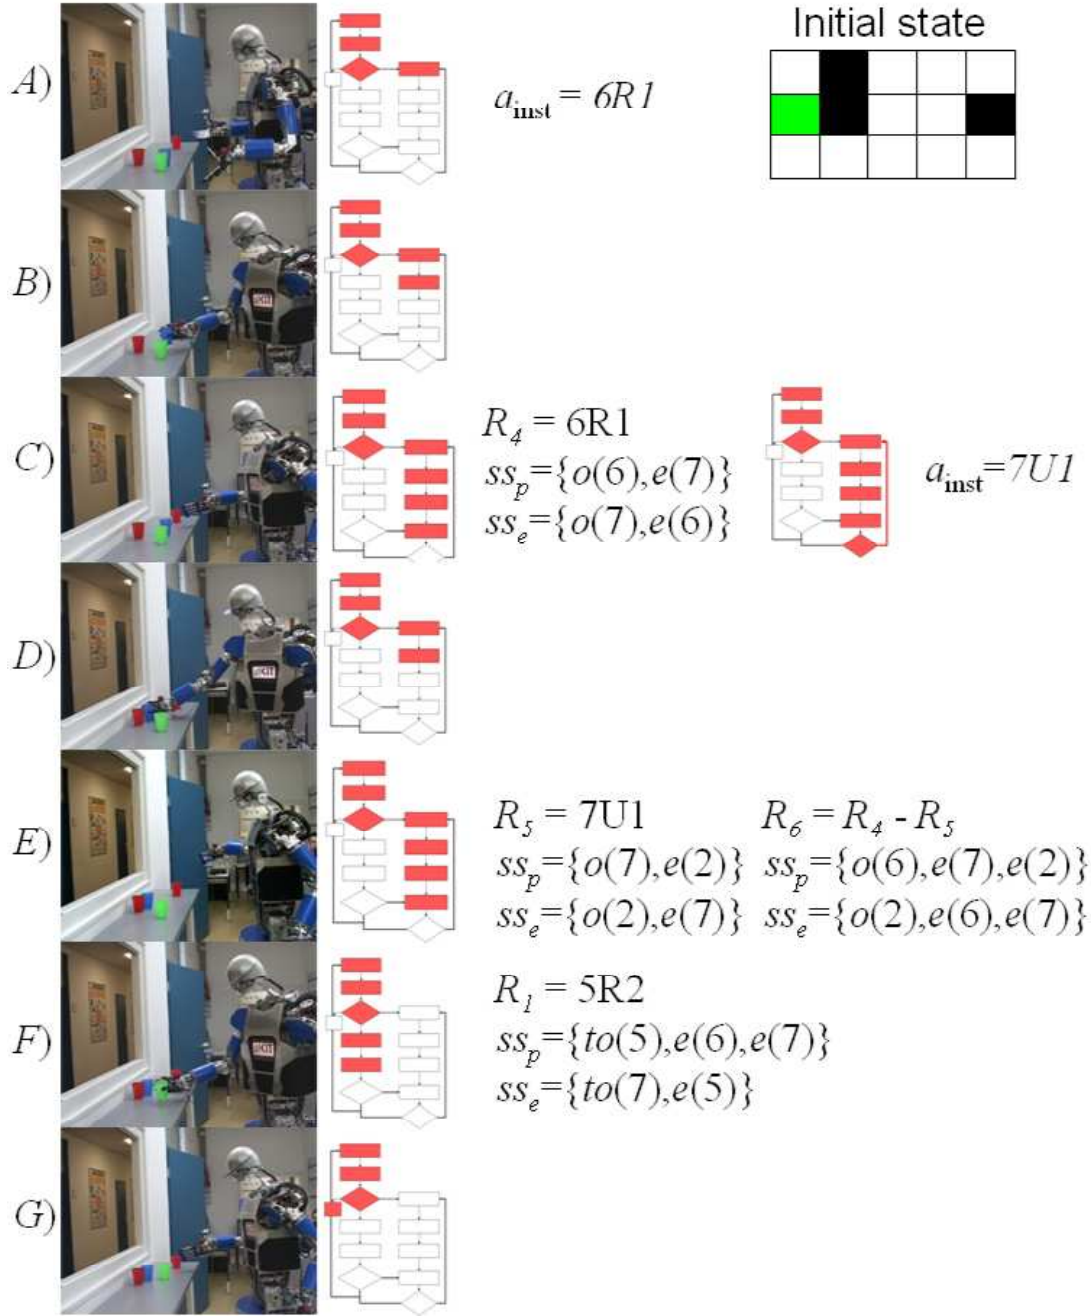 Initial state
A)
a_inst = 6R1
B)
C)
R_4 = 6R1
ss_p={o(6),e(7)}
ss_e={o(7),e(6)}
a_inst=7U1
D)
E)
R_5 = 7U1
ss_p={o(7),e(2)}
ss_e={o(2),e(7)}
R_6 = R_4 - R_5
ss_p={o(6),e(7),e(2)}
ss_e={o(2),e(6),e(7)}
F)
R_1 = 5R2
ss_p={to(5),e(6),e(7)}
ss_e={to(7),e(5)}
G)